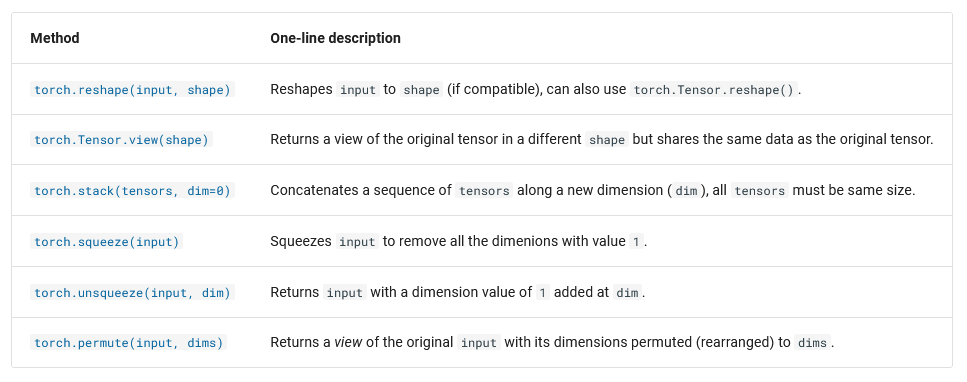 Method One-line description
torch.reshape(input, shape) Reshapes input to shape (if compatible), can also use torch.Tensor.reshape() .
torch.Tensor.view(shape) Returns a view of the original tensor in a different shape but shares the same data as the original tensor.
torch.stack(tensors, dim=0) Concatenates a sequence of tensors along a new dimension ( dim ), all tensors must be same size.
torch.squeeze(input) Squeezes input to remove all the dimenions with value 1 .
torch.unsqueeze(input, dim) Returns input with a dimension value of 1 added at dim .
torch.permute(input, dims) Returns a view of the original input with its dimensions permuted (rearranged) to dims .